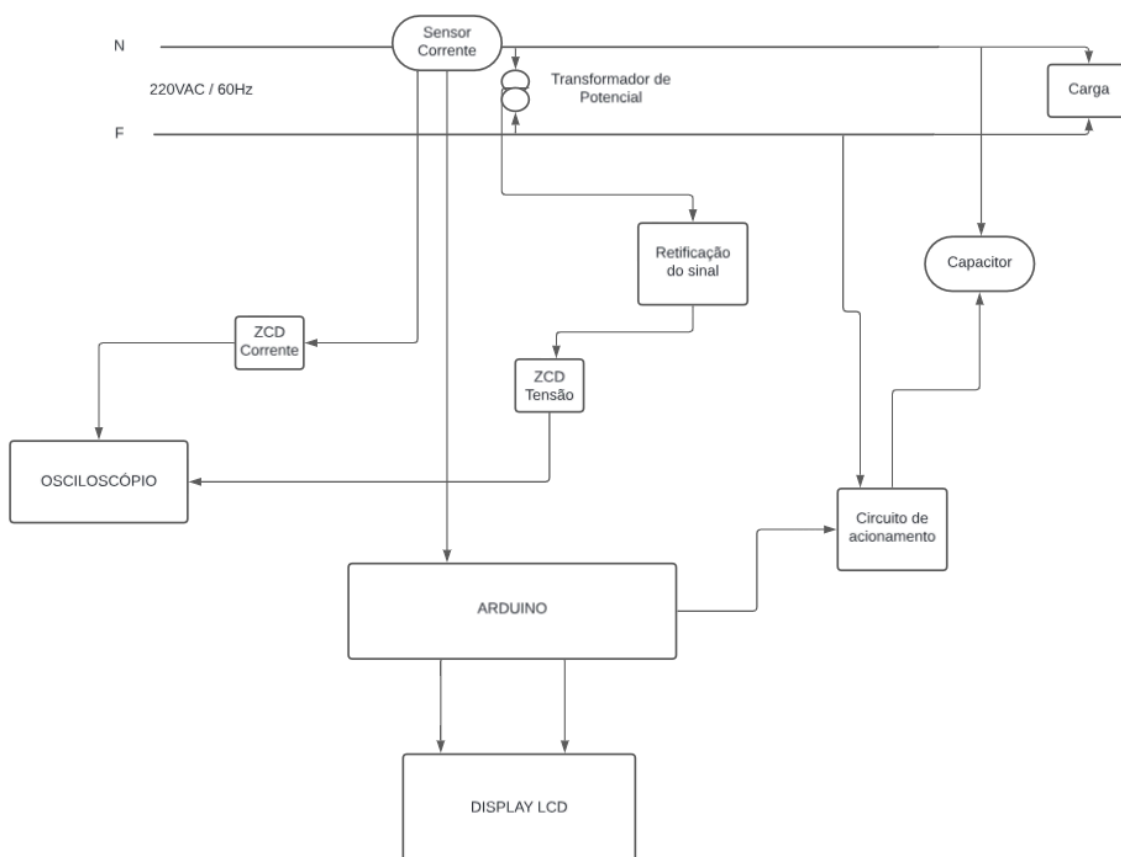 Sensor
Corrente
N
220VAC / 60Hz
F
Transformador de
Potencial
Carga
Retificação
do sinal
Capacitor
ZCD
Corrente
ZCD
Tensão
OSCILOSCÓPIO
Circuito de
acionamento
ARDUINO
DISPLAY LCD